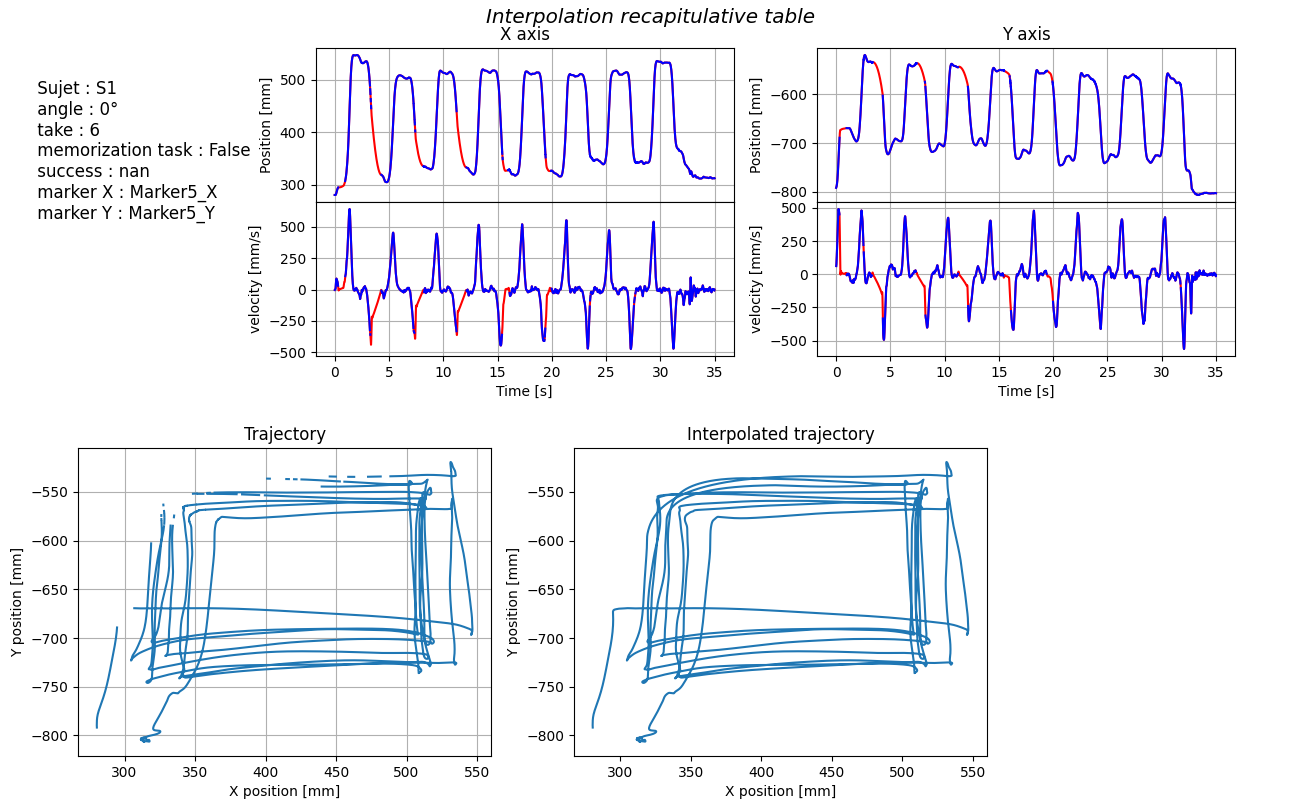 Interpolation recapitulative table
Sujet : S1
angle : 0°
take : 6
memorization task : False
success : nan
marker X : Marker5_X
marker Y : Marker5_Y
X axis
Position [mm]
500
400
300
velocity [mm/s]
500
250
0
−250
−500
0 5 10 15 20 25 30 35
Time [s]
Y axis
Position [mm]
−600
−700
−800
velocity [mm/s]
500
250
0
−250
−500
0 5 10 15 20 25 30 35
Time [s]
Trajectory
Y position [mm]
−550
−600
−650
−700
−750
−800
300 350 400 450 500 550
X position [mm]
Interpolated trajectory
Y position [mm]
−550
−600
−650
−700
−750
−800
300 350 400 450 500 550
X position [mm]